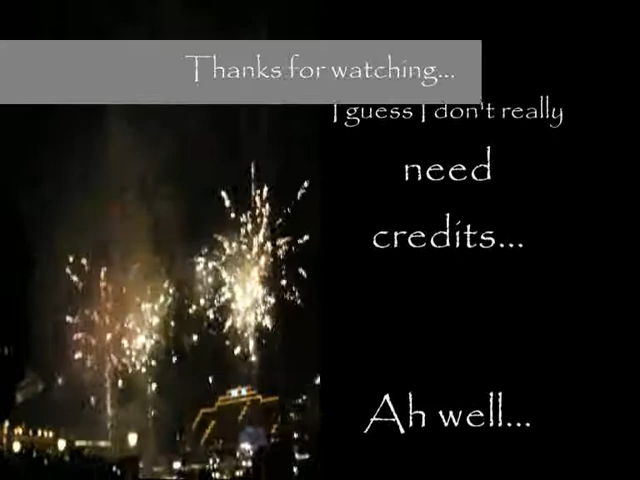 Thanks for watching...
I guess I don't really
need
credits...
Ah well...